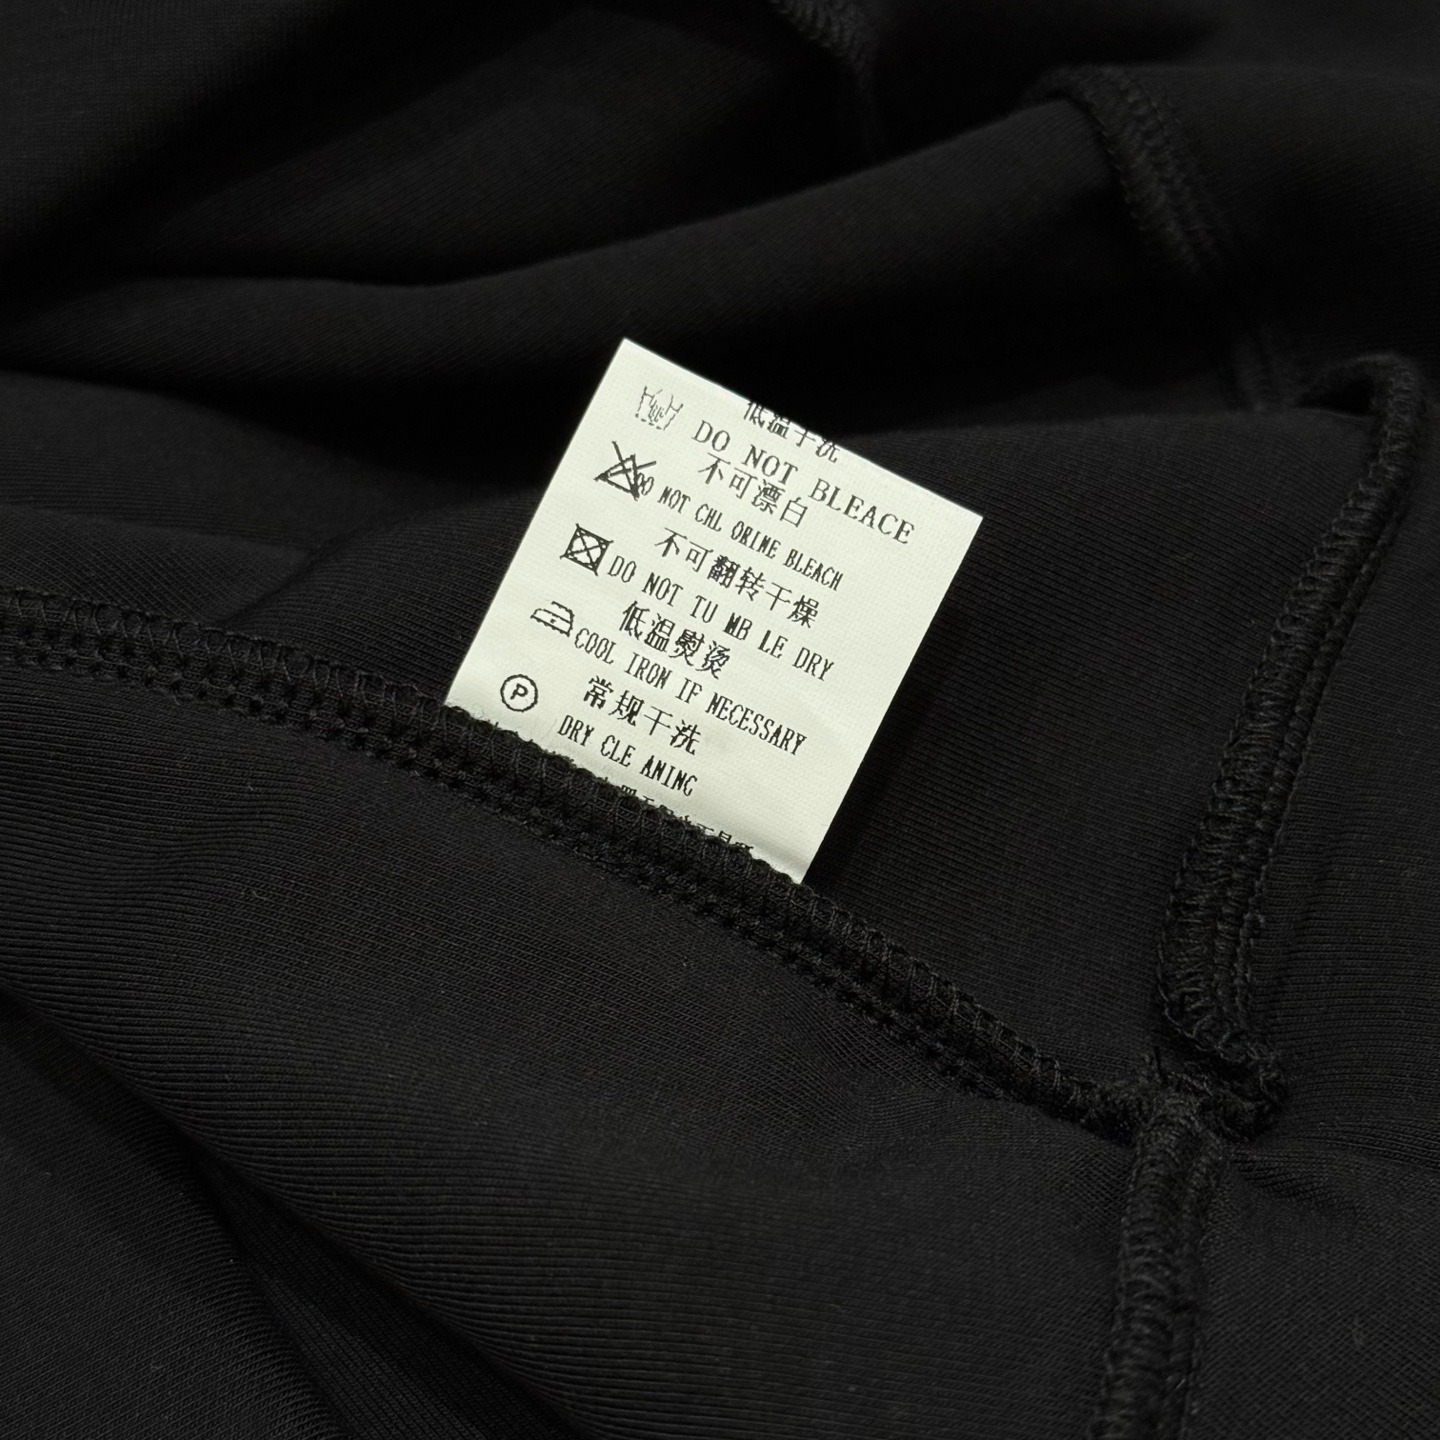 低温干洗
DO NOT BLEACE
不可漂白
DO NOT CHL ORINE BLEACH
不可翻转干燥
DO NOT TU MB LE DRY
低温熨烫
COOL IRON IF NECESSARY
P
常规干洗
DRY CLE ANING